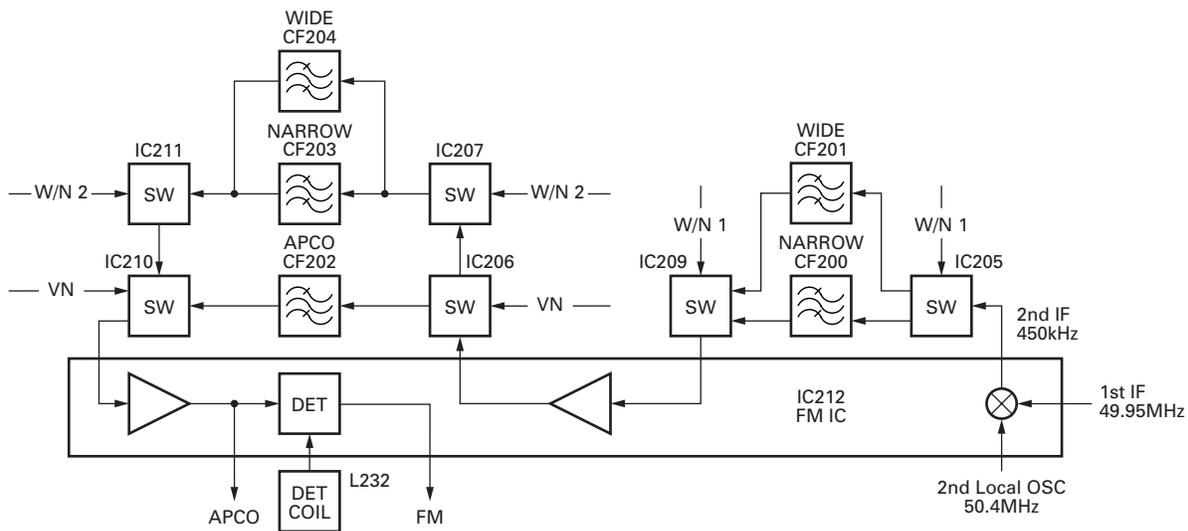 WIDE
CF204
NARROW
CF203
IC211
IC207
W/N 2
SW
SW
W/N 2
APCO
CF202
IC210
IC206
VN
SW
SW
VN
WIDE
CF201
W/N 1
W/N 1
NARROW
CF200
IC209
IC205
SW
SW
2nd IF
450kHz
DET
IC212
FM IC
1st IF
49.95MHz
DET
COIL
L232
APCO
FM
2nd Local OSC
50.4MHz